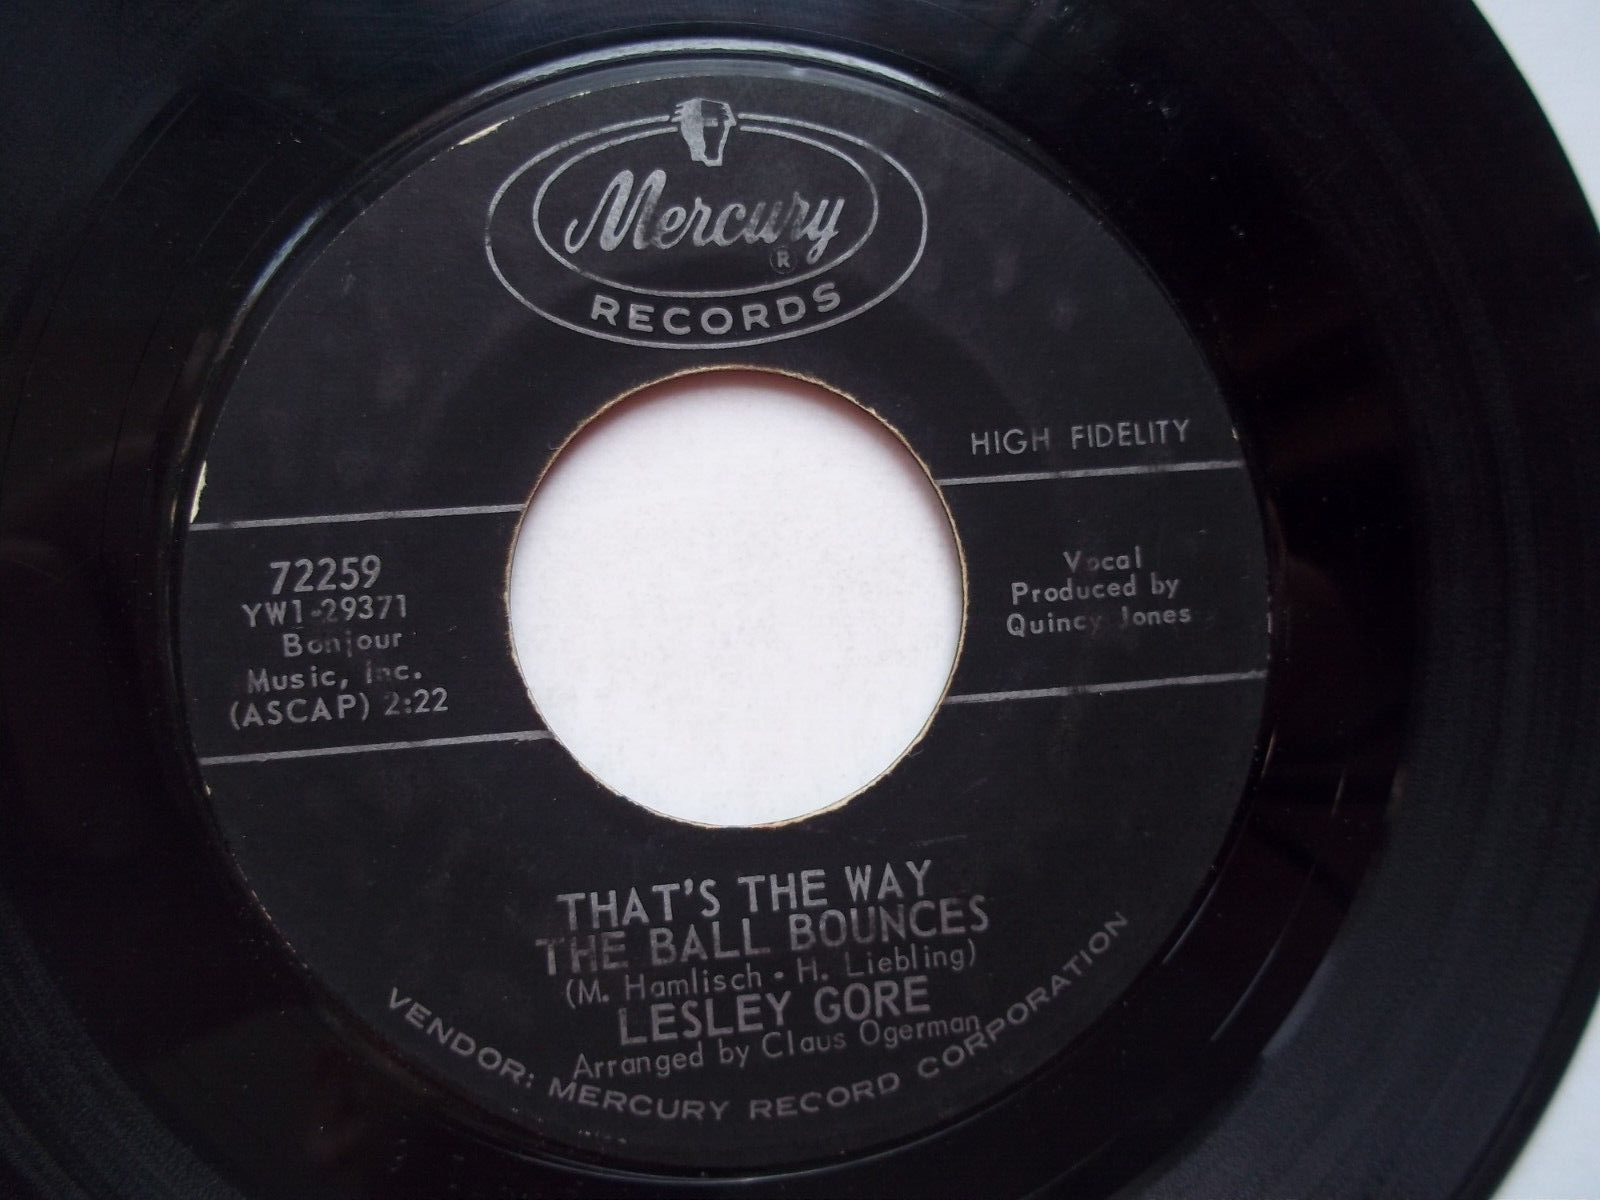 Mercury
®
RECORDS
HIGH FIDELITY
72259
YW1-29371
Bonjour
Music, Inc.
(ASCAP) 2:22
Vocal
Produced by
Quincy Jones
THAT'S THE WAY
THE BALL BOUNCES
(M. Hamlisch • H. Liebling)
LESLEY GORE
Arranged by Claus Ogerman
VENDOR: MERCURY RECORD CORPORATION